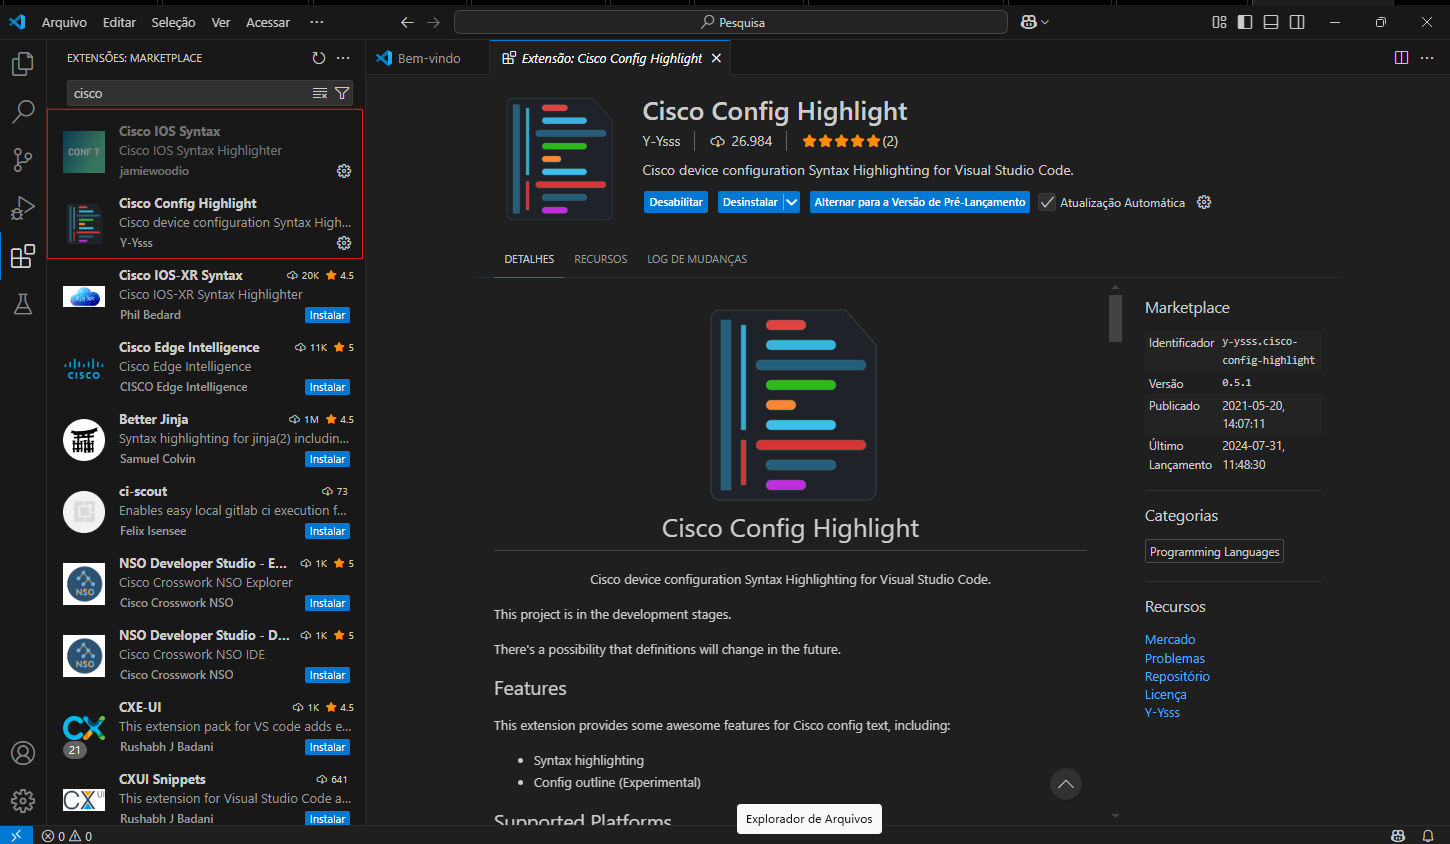 Arquivo Editar Seleção Ver Acessar ···
Pesquisa
EXTENSÕES: MARKETPLACE
cisco
CONF T
Cisco IOS Syntax
Cisco IOS Syntax Highlighter
jamiewoodio
Cisco Config Highlight
Cisco device configuration Syntax High...
Y-Ysss
Cisco IOS-XR Syntax 20K 4.5
Cisco IOS-XR Syntax Highlighter
Phil Bedard Instalar
Cisco Edge Intelligence 11K 5
CISCO
Cisco Edge Intelligence
CISCO Edge Intelligence Instalar
Better Jinja 1M 4.5
Syntax highlighting for jinja(2) includin...
Samuel Colvin Instalar
ci-scout 73
Enables easy local gitlab ci execution f...
Felix Isensee Instalar
NSO Developer Studio - E... 1K 5
NSO
Cisco Crosswork NSO Explorer
Cisco Crosswork NSO Instalar
NSO Developer Studio - D... 1K 5
NSO
Cisco Crosswork NSO IDE
Cisco Crosswork NSO Instalar
CXE-UI 1K 4.5
CX
This extension pack for VS code adds e...
Rushabh J Badani Instalar
21
CXUI Snippets 641
CX UI
This extension for Visual Studio Code a...
Rushabh J Badani Instalar
Bem-vindo
Extensão: Cisco Config Highlight
Cisco Config Highlight
Y-Ysss 26.984 (2)
Cisco device configuration Syntax Highlighting for Visual Studio Code.
Desabilitar Desinstalar Alternar para a Versão de Pré-Lançamento Atualização Automática
DETALHES RECURSOS LOG DE MUDANÇAS
Cisco Config Highlight
Cisco device configuration Syntax Highlighting for Visual Studio Code.
This project is in the development stages.
There's a possibility that definitions will change in the future.
Features
This extension provides some awesome features for Cisco config text, including:
• Syntax highlighting
• Config outline (Experimental)
Supported Platforms
Explorador de Arquivos
Marketplace
Identificador y-ysss.cisco-
config-highlight
Versão 0.5.1
Publicado 2021-05-20,
14:07:11
Último 2024-07-31,
Lançamento 11:48:30
Categorias
Programming Languages
Recursos
Mercado
Problemas
Repositório
Licença
Y-Ysss
0 0